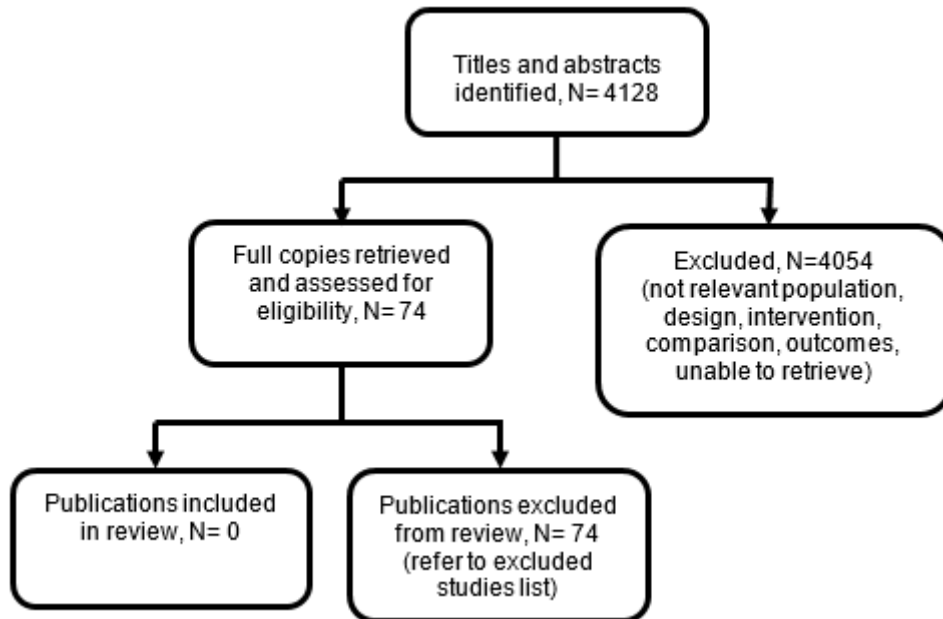 Titles and abstracts
identified, N= 4128
Full copies retrieved
and assessed for
eligibility, N= 74
Excluded, N=4054
(not relevant population,
design, intervention,
comparison, outcomes,
unable to retrieve)
Publications included
in review, N= 0
Publications excluded
from review, N= 74
(refer to excluded
studies list)